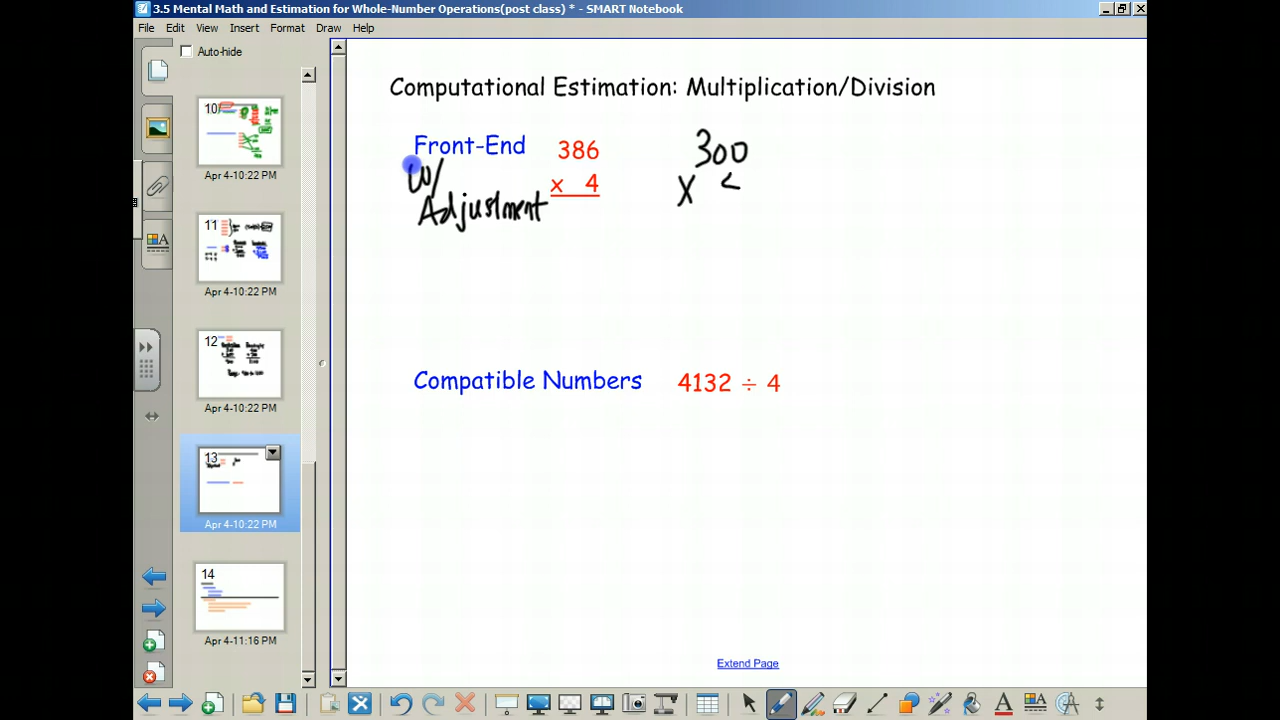 3.5 Mental Math and Estimation for Whole-Number Operations(post class) * - SMART Notebook
File Edit View Insert Format Draw Help
Auto-hide
10
Apr 4-10:22 PM
11
Apr 4-10:22 PM
12
Apr 4-10:22 PM
13
Apr 4-10:22 PM
14
Apr 4-11:16 PM
Computational Estimation: Multiplication/Division
Front-End
w/
Adjustment
386
x 4
300
x
Compatible Numbers 4132 ÷ 4
Extend Page